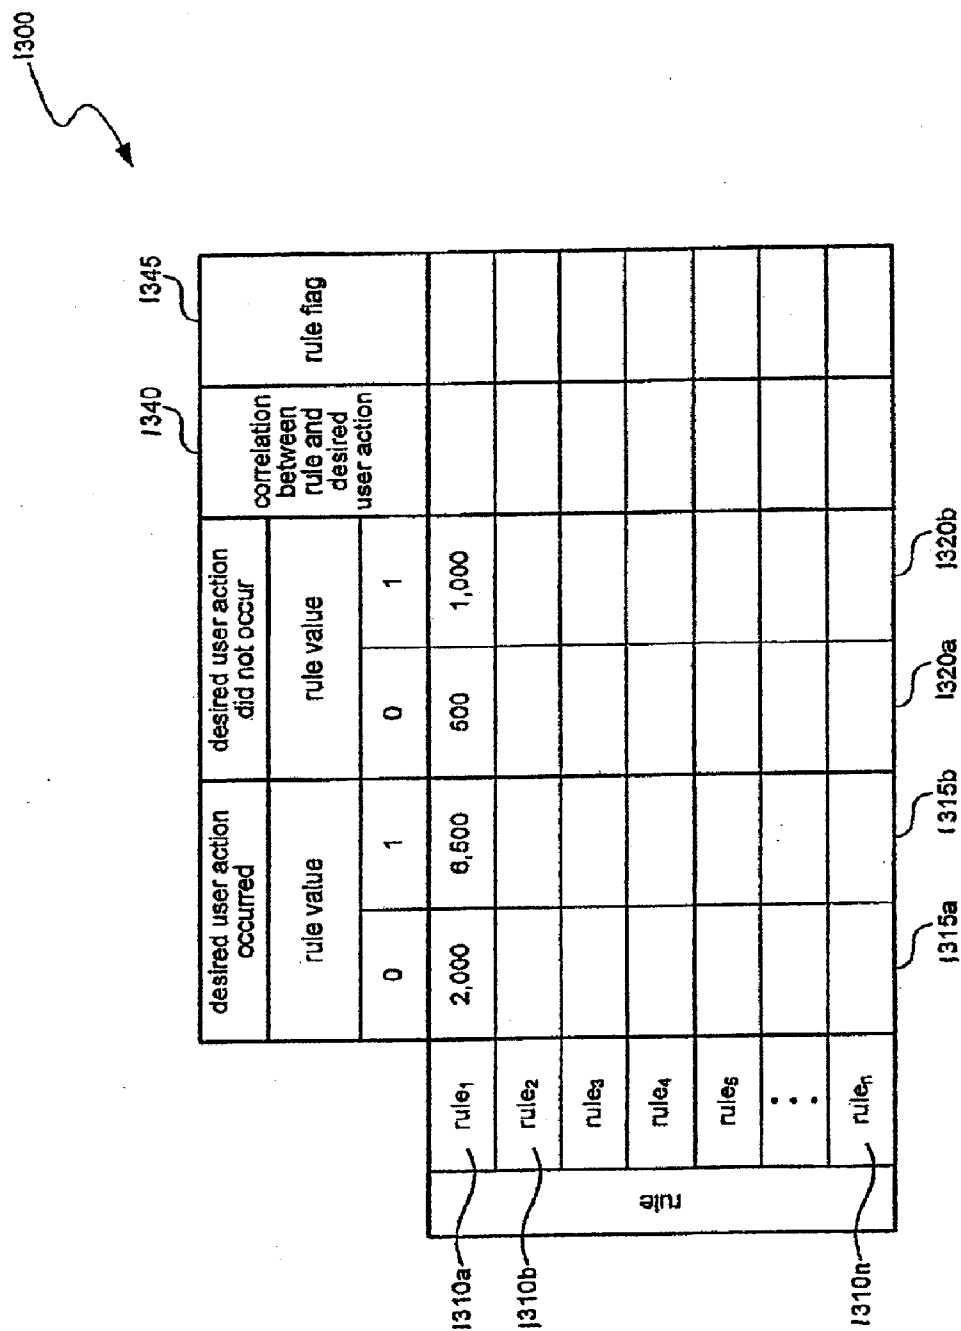 1300
1340
1345
desired user action
occurred
desired user action
did not occur
correlation
between
rule and
desired
user action
rule flag
rule value
rule value
0
1
0
1
rule
1310a
rule1
2,000
6,500
500
1,000
1310b
rule2
rule3
rule4
rule5
...
1310n
rulen
1315a
1315b
1320a
1320b